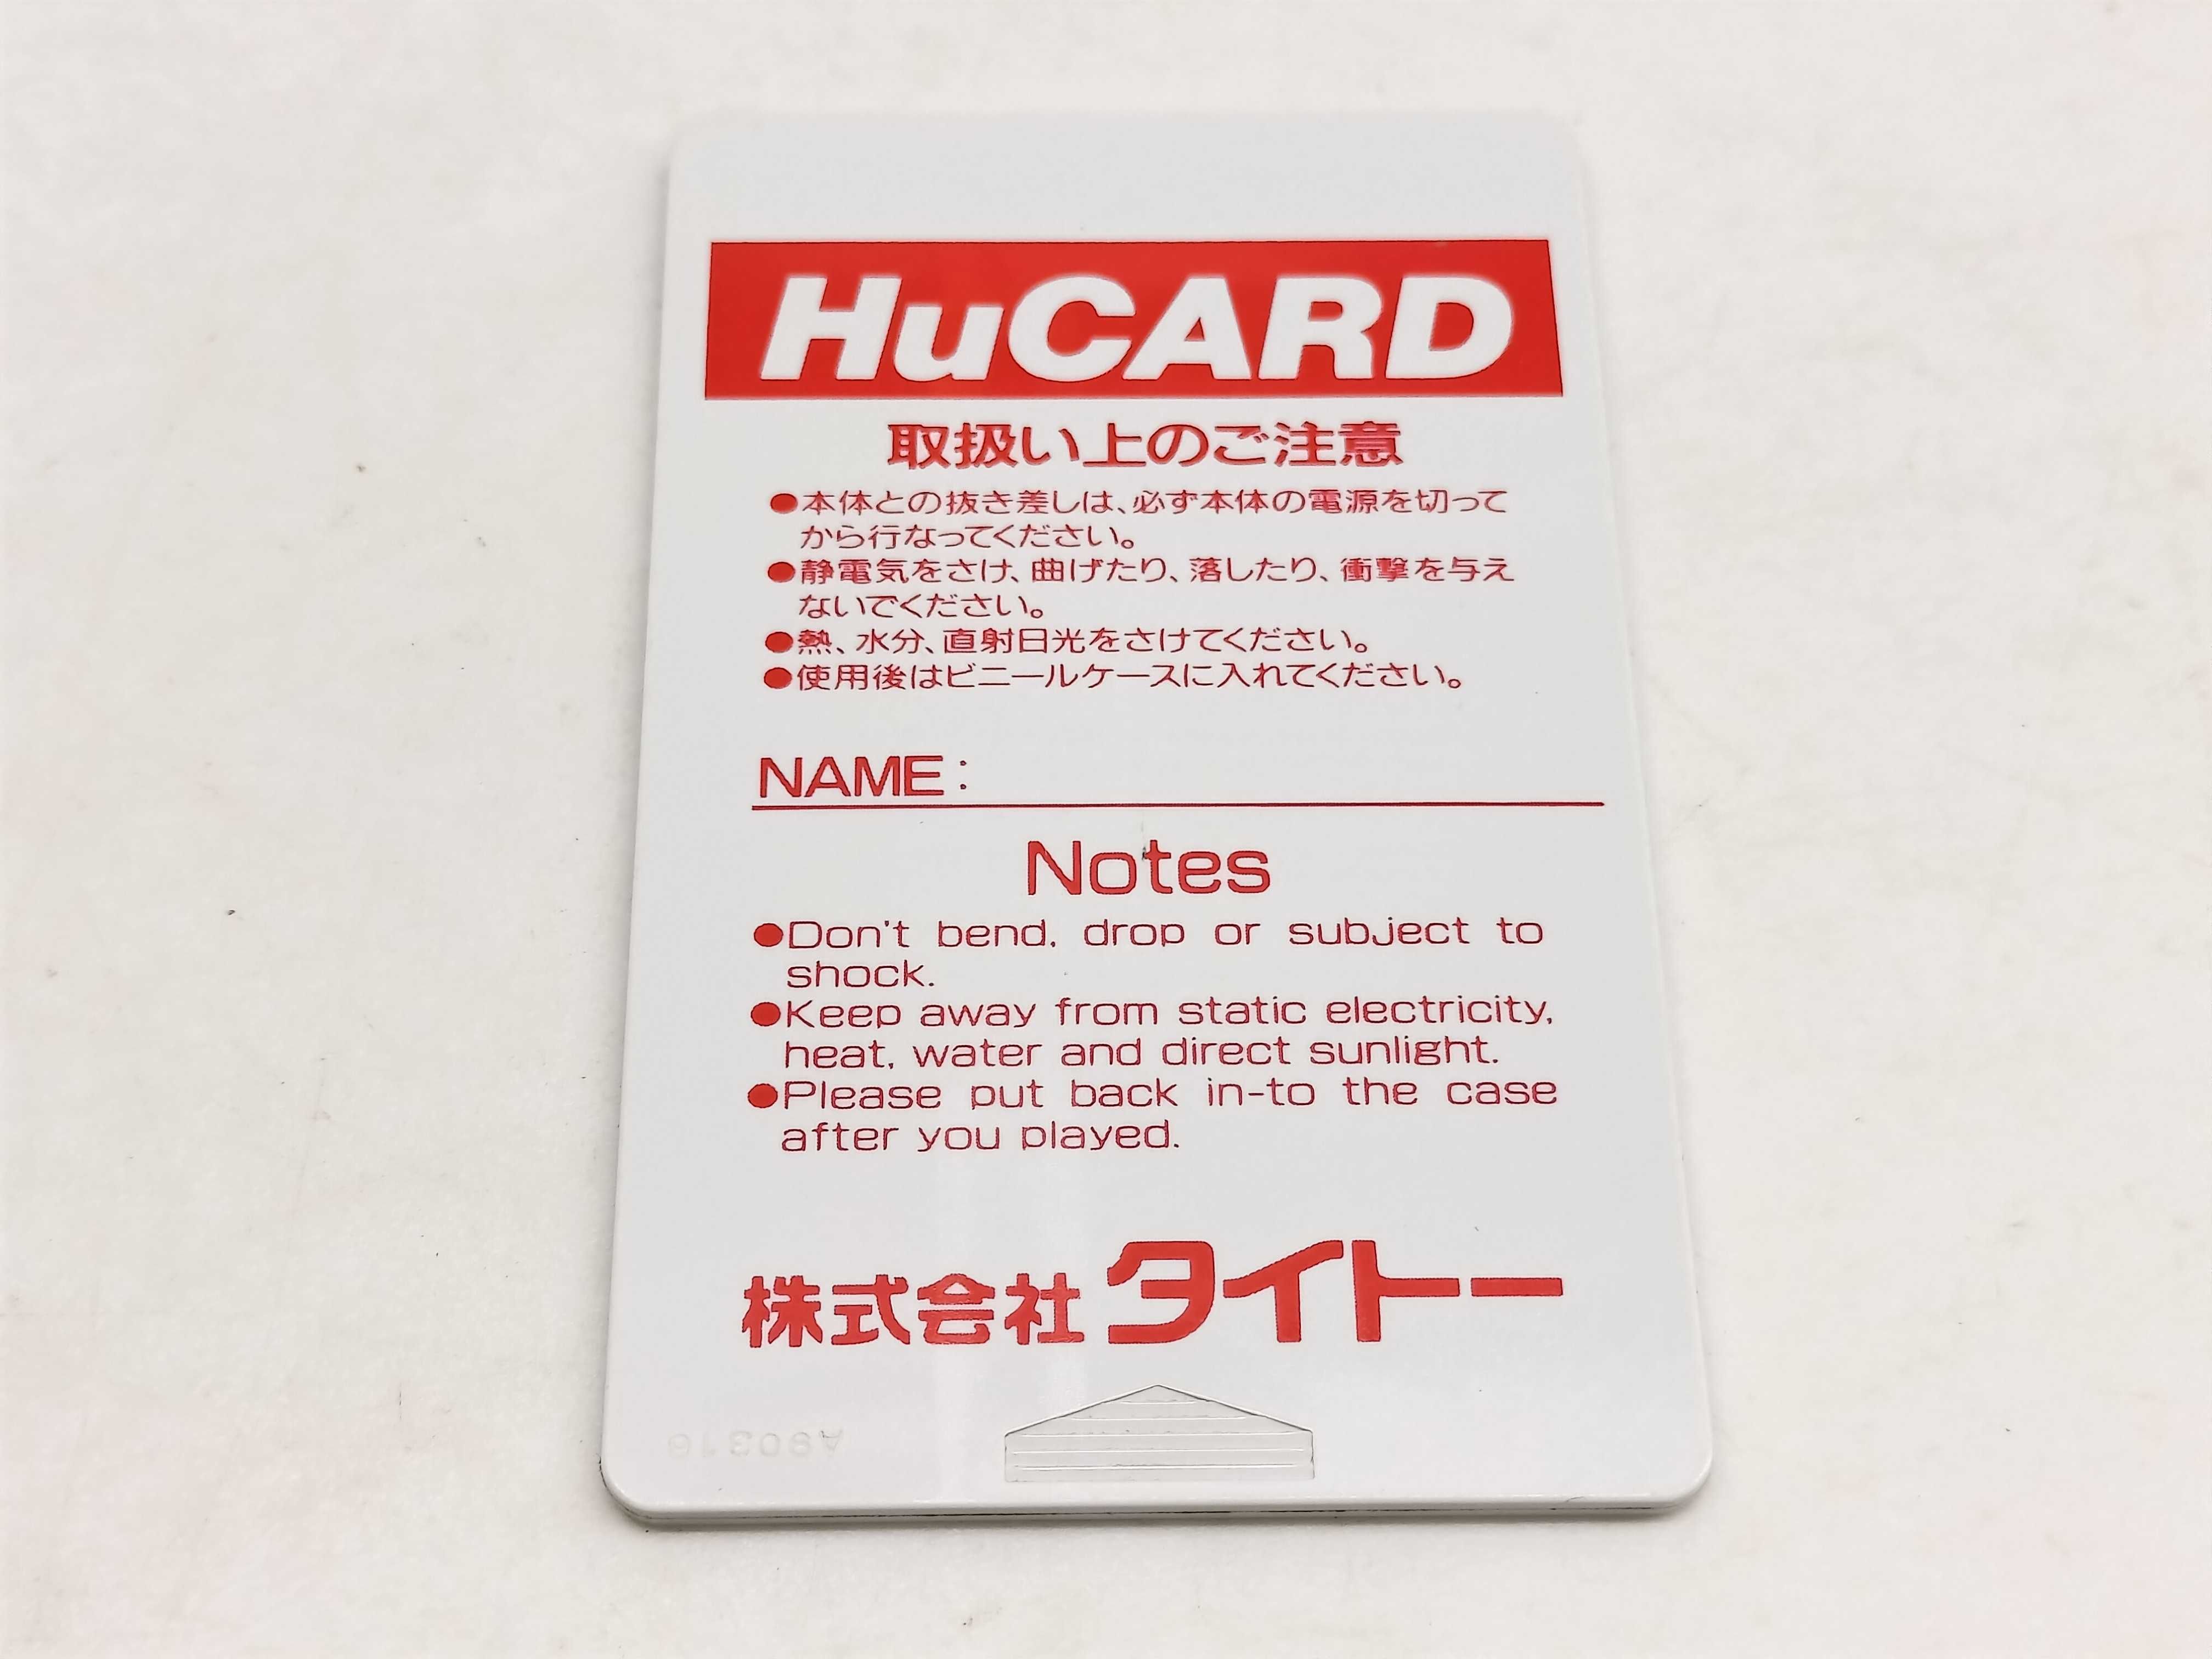 HuCARD
取扱い上のご注意
●本体との抜き差しは、必ず本体の電源を切って
から行なってください。
●静電気をさけ、曲げたり、落したり、衝撃を与え
ないでください。
●熱、水分、直射日光をさけてください。
●使用後はビニールケースに入れてください。
NAME:
Notes
●Don't bend, drop or subject to
shock.
●Keep away from static electricity,
heat, water and direct sunlight.
●Please put back in-to the case
after you played.
株式会社タイトー
A90316